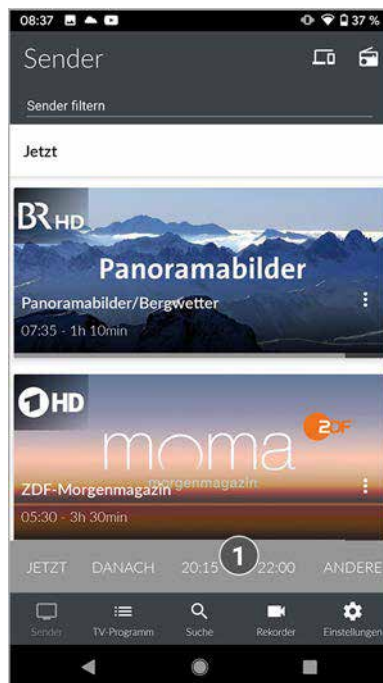 08:37 37 %
Sender
Sender filtern
Jetzt
BR HD
Panoramabilder
Panoramabilder/Bergwetter
07:35 - 1h 10min
1 HD
ZDF
moma
morgenmagazin
ZDF-Morgenmagazin
05:30 - 3h 30min
JETZT DANACH 20:15 1 22:00 ANDERE
Sender TV-Programm Suche Rekorder Einstellungen